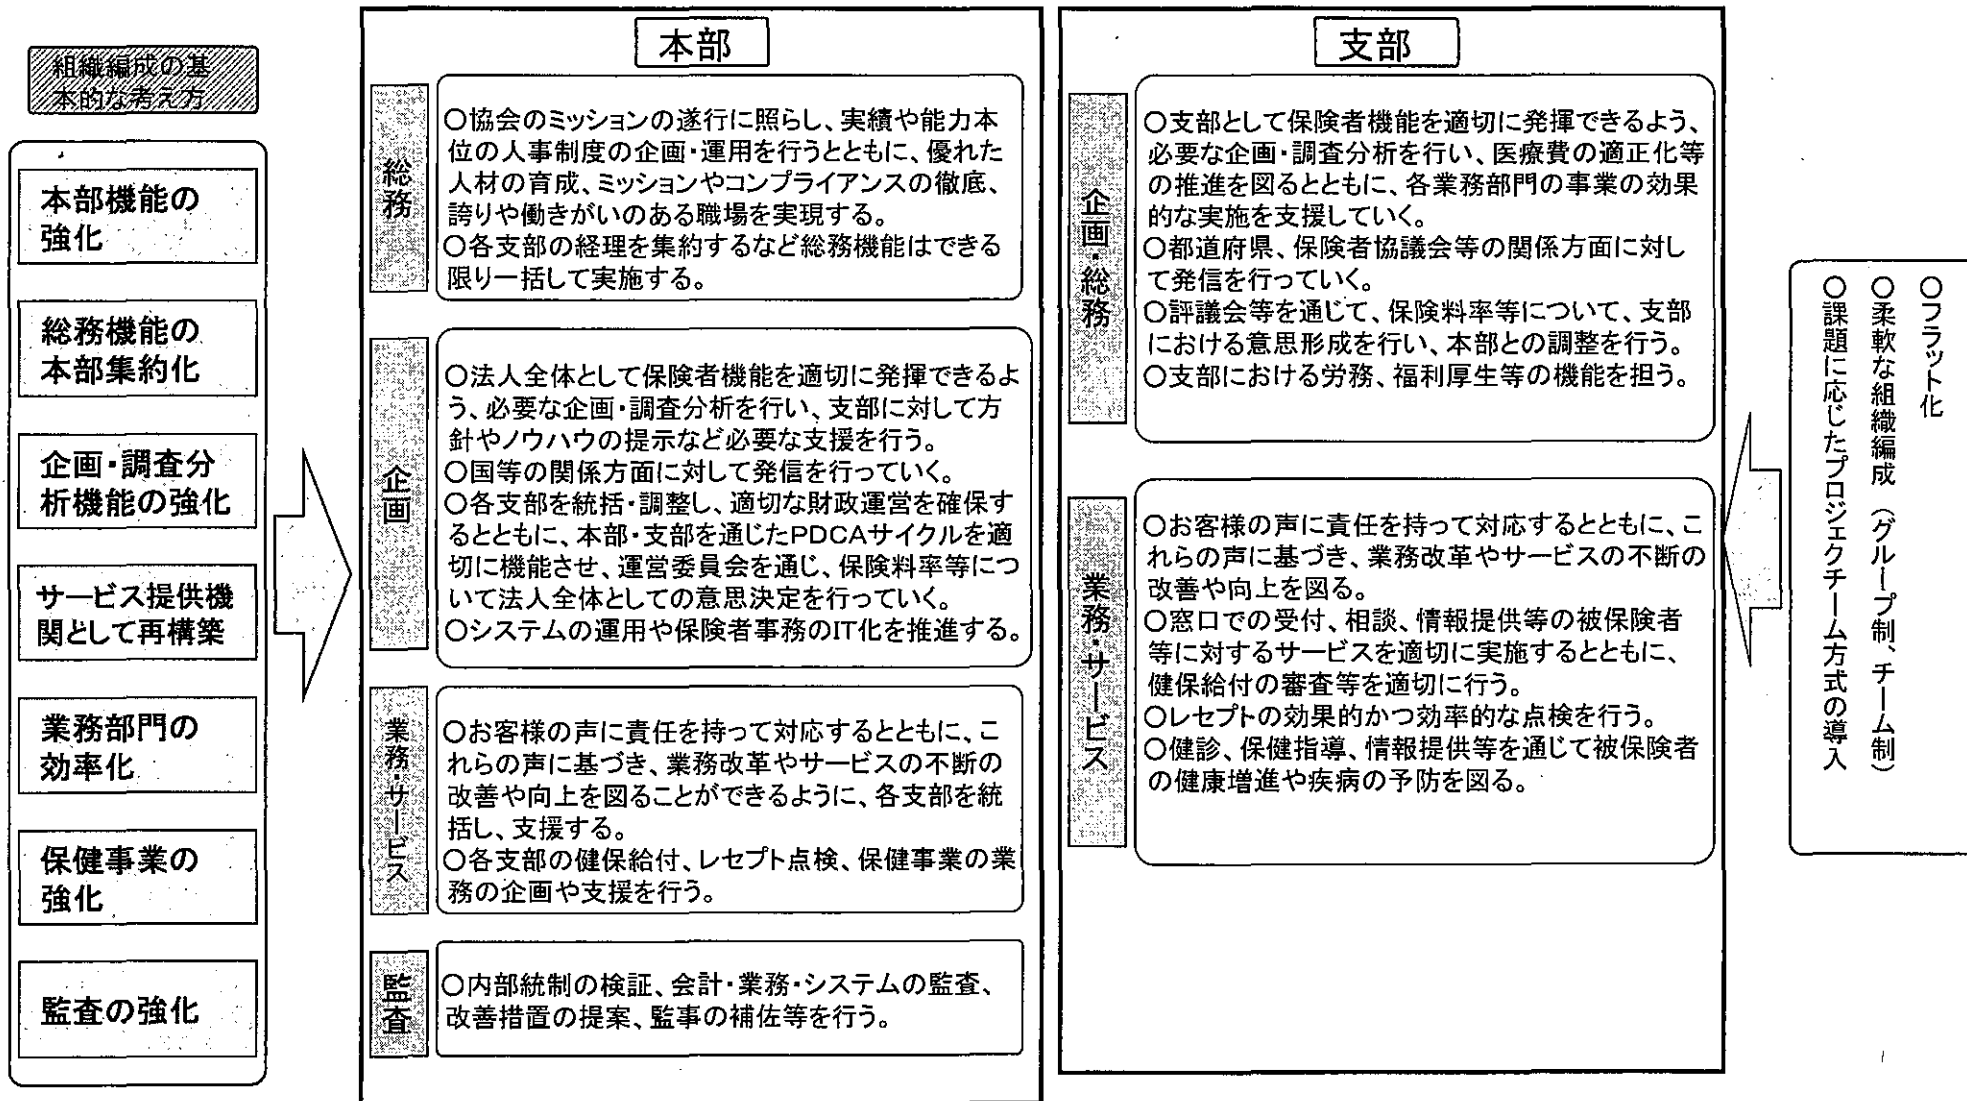 組織編成の基
本的な考え方
本部機能の
強化
総務機能の
本部集約化
企画・調査分
析機能の強化
サービス提供機
関として再構築
業務部門の
効率化
保健事業の
強化
監査の強化
本部
総務
○協会のミッションの遂行に照らし、実績や能力本
位の人事制度の企画・運用を行うとともに、優れた
人材の育成、ミッションやコンプライアンスの徹底、
誇りや働きがいのある職場を実現する。
○各支部の経理を集約するなど総務機能はできる
限り一括して実施する。
企画
○法人全体として保険者機能を適切に発揮できるよ
う、必要な企画・調査分析を行い、支部に対して方
針やノウハウの提示など必要な支援を行う。
○国等の関係方面に対して発信を行っていく。
○各支部を統括・調整し、適切な財政運営を確保す
るとともに、本部・支部を通じたPDCAサイクルを適
切に機能させ、運営委員会を通じ、保険料率等につ
いて法人全体としての意思決定を行っていく。
○システムの運用や保険者事務のIT化を推進する。
業務・サービス
○お客様の声に責任を持って対応するとともに、こ
れらの声に基づき、業務改革やサービスの不断の
改善や向上を図ることができるように、各支部を統
括し、支援する。
○各支部の健保給付、レセプト点検、保健事業の業
務の企画や支援を行う。
監査
○内部統制の検証、会計・業務・システムの監査、
改善措置の提案、監事の補佐等を行う。
支部
企画・総務
○支部として保険者機能を適切に発揮できるよう、
必要な企画・調査分析を行い、医療費の適正化等
の推進を図るとともに、各業務部門の事業の効果
的な実施を支援していく。
○都道府県、保険者協議会等の関係方面に対し
て発信を行っていく。
○評議会等を通じて、保険料率等について、支部
における意思形成を行い、本部との調整を行う。
○支部における労務、福利厚生等の機能を担う。
業務・サービス
○お客様の声に責任を持って対応するとともに、こ
れらの声に基づき、業務改革やサービスの不断の
改善や向上を図る。
○窓口での受付、相談、情報提供等の被保険者
等に対するサービスを適切に実施するとともに、
健保給付の審査等を適切に行う。
○レセプトの効果的かつ効率的な点検を行う。
○健診、保健指導、情報提供等を通じて被保険者
の健康増進や疾病の予防を図る。
○フラット化
○柔軟な組織編成（グループ制、チーム制）
○課題に応じたプロジェクトチーム方式の導入